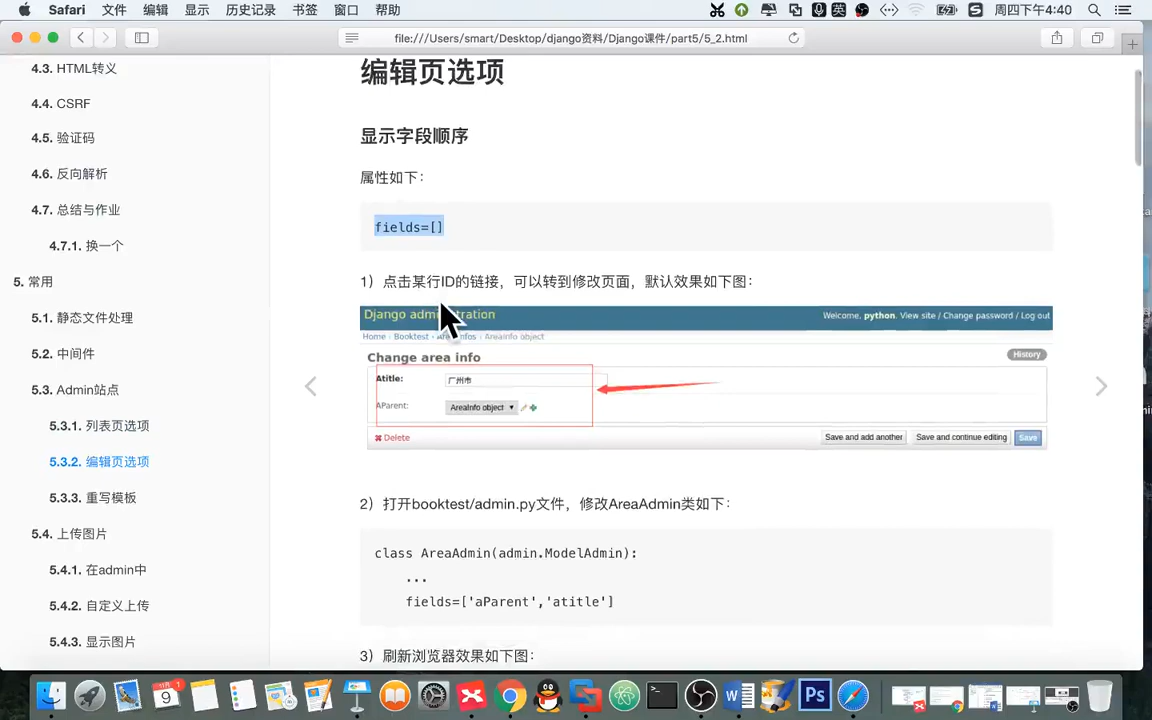 Safari 文件 编辑 显示 历史记录 书签 窗口 帮助 英 周四下午4:40
file:///Users/smart/Desktop/django资料/Django课件/part5/5_2.html
4.3. HTML转义
4.4. CSRF
4.5. 验证码
4.6. 反向解析
4.7. 总结与作业
4.7.1. 换一个
5. 常用
5.1. 静态文件处理
5.2. 中间件
5.3. Admin站点
5.3.1. 列表页选项
5.3.2. 编辑页选项
5.3.3. 重写模板
5.4. 上传图片
5.4.1. 在admin中
5.4.2. 自定义上传
5.4.3. 显示图片
编辑页选项
显示字段顺序
属性如下：
fields=[]
1）点击某行ID的链接，可以转到修改页面，默认效果如下图：
Welcome, python. View site / Change password / Log out
Home › Booktest ›
AreaInfo object
Change area info
History
Atitle: 广州市
AParent: AreaInfo object
Delete
Save and add another Save and continue editing Save
2）打开booktest/admin.py文件，修改AreaAdmin类如下：
class AreaAdmin(admin.ModelAdmin):
...
fields=['aParent','atitle']
3）刷新浏览器效果如下图：
9
Ps